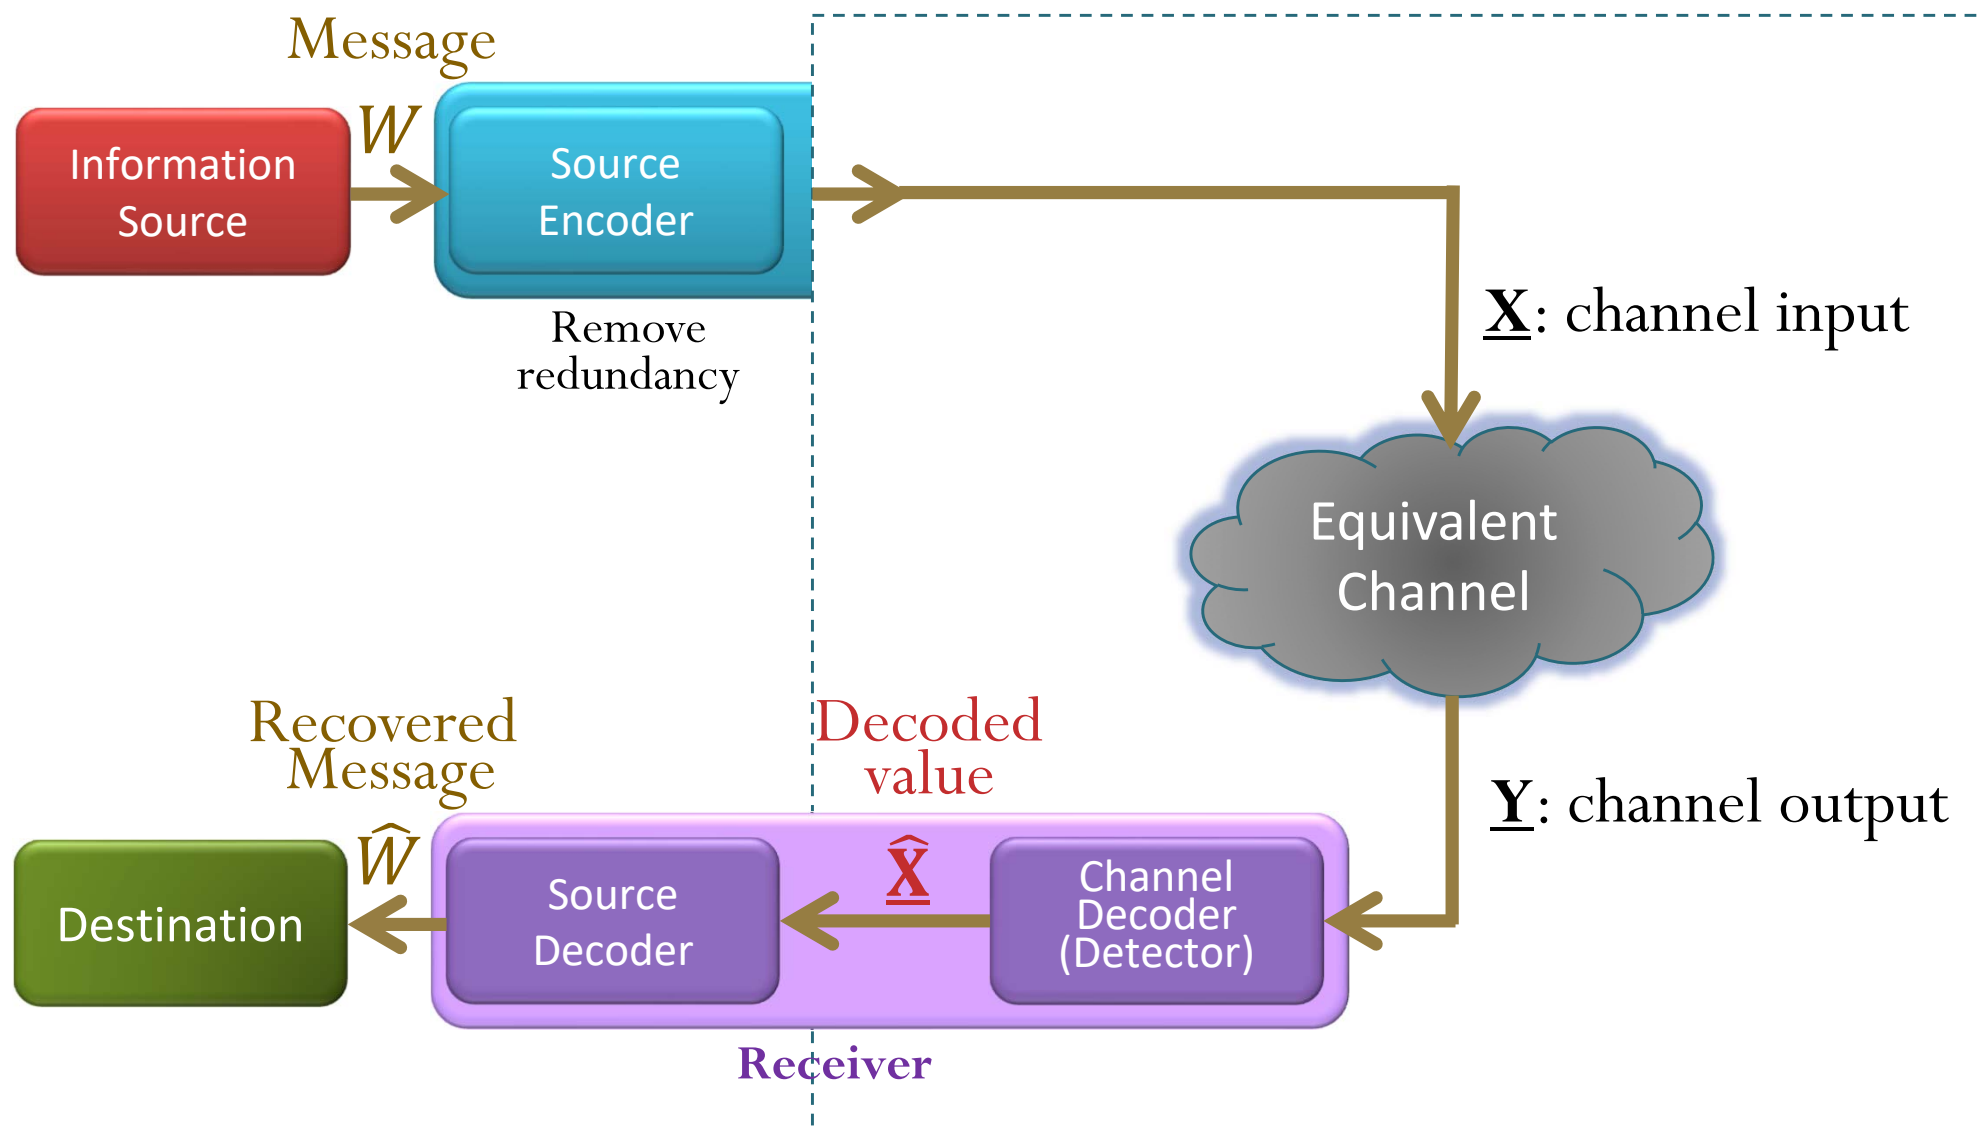 Message
W
Information
Source
Source
Encoder
Remove
redundancy
X: channel input
Equivalent
Channel
Y: channel output
Channel
Decoder
(Detector)
Decoded
value
X̂
Source
Decoder
Receiver
Recovered
Message
Ŵ
Destination